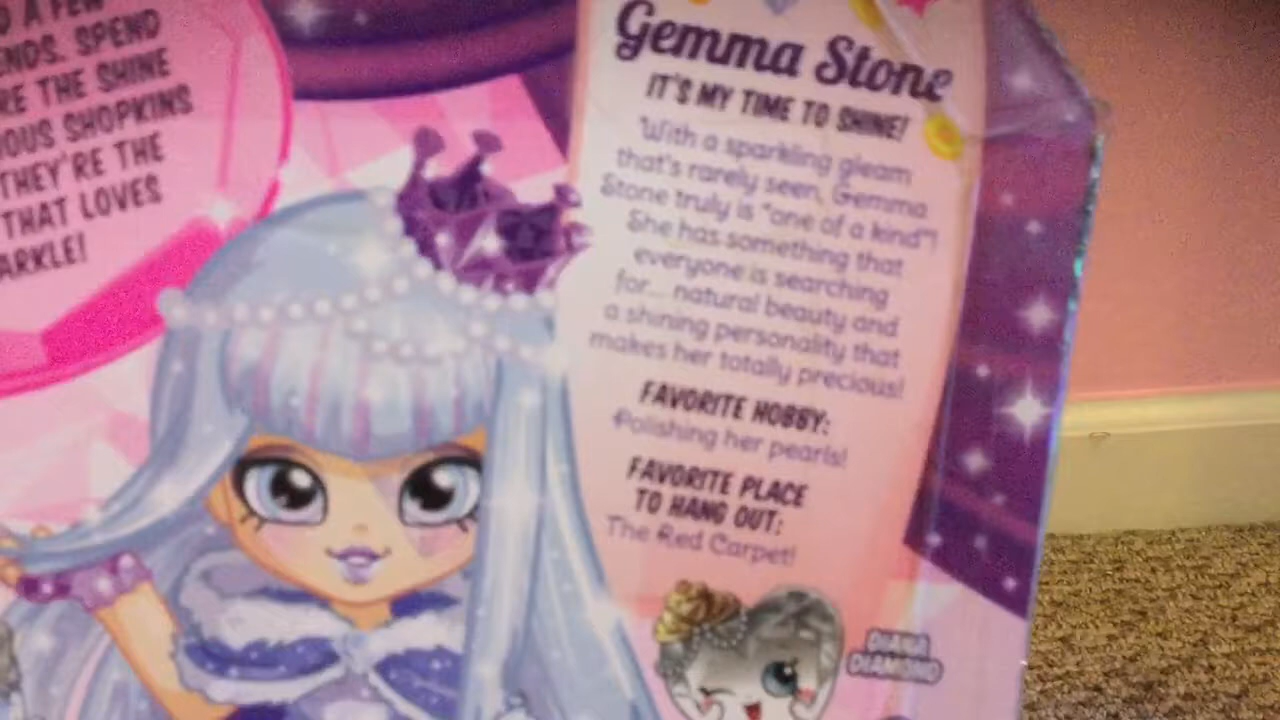 A FEW
ENDS. SPEND
RE THE SHINE
IOUS SHOPKINS
THEY'RE THE
THAT LOVES
ARKLE!
Gemma Stone
IT'S MY TIME TO SHINE!
With a sparkling gleam
that's rarely seen, Gemma
Stone truly is "one of a kind"!
She has something that
everyone is searching
for... natural beauty and
a shining personality that
makes her totally precious!
FAVORITE HOBBY:
Polishing her pearls!
FAVORITE PLACE
TO HANG OUT:
The Red Carpet!
DIANA
DIAMOND